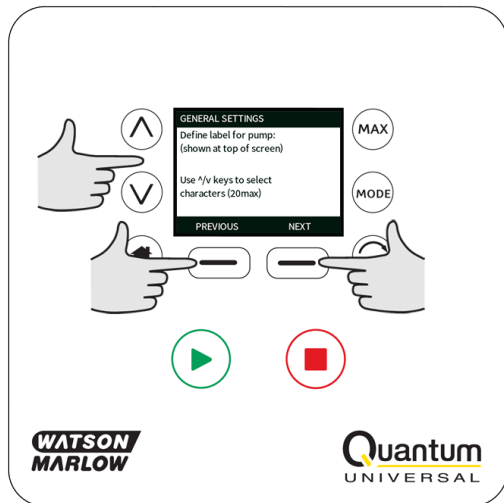 GENERAL SETTINGS
Define label for pump:
(shown at top of screen)
Use ^/v keys to select
characters (20max)
PREVIOUS NEXT
MAX
MODE
WATSON
MARLOW
Quantum
UNIVERSAL